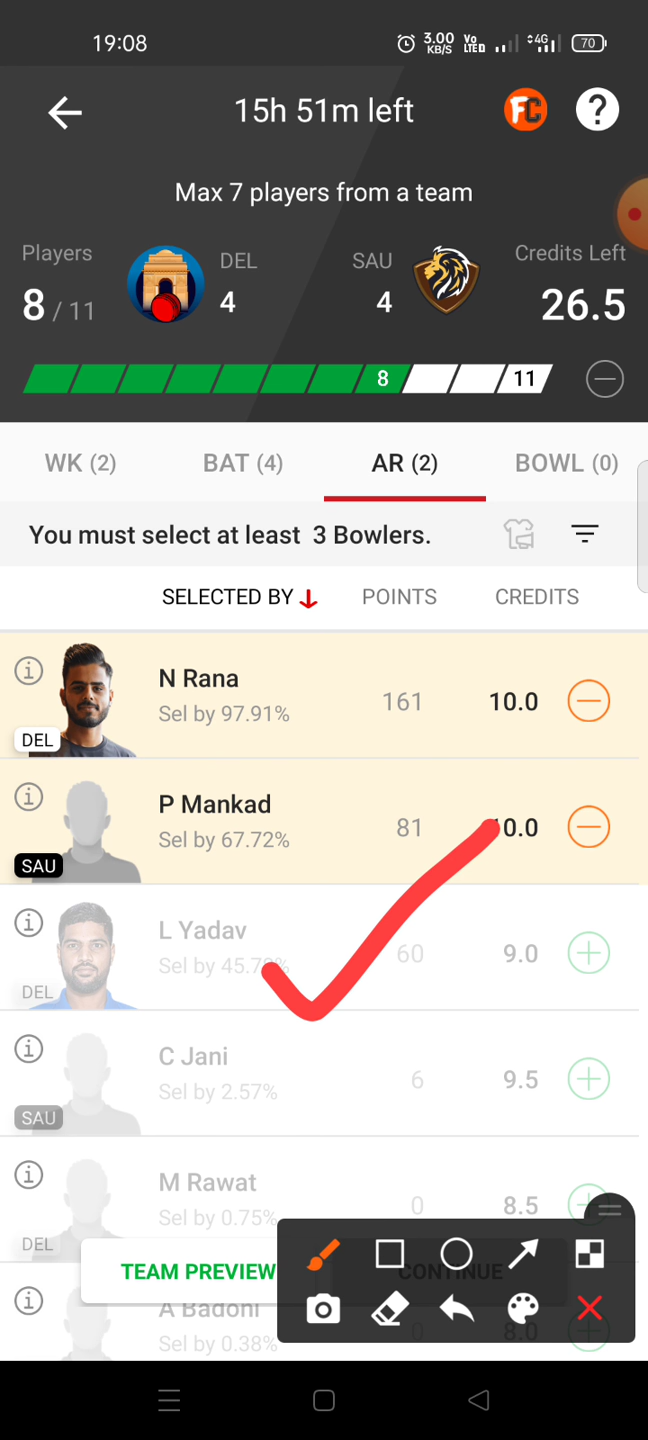 19:08 3.00 KB/S Vo LTED 4G 70
15h 51m left FC ?
Max 7 players from a team
Players DEL SAU Credits Left
8 / 11 4 4 26.5
8 11
WK (2) BAT (4) AR (2) BOWL (0)
You must select at least 3 Bowlers.
SELECTED BY POINTS CREDITS
N Rana
Sel by 97.91% 161 10.0
DEL
P Mankad
Sel by 67.72% 81 10.0
SAU
L Yadav
Sel by 45.7 % 60 9.0
DEL
C Jani
Sel by 2.57% 6 9.5
SAU
M Rawat
Sel by 0.75% 0 8.5
DEL
TEAM PREVIEW CONTINUE
A Badoni
Sel by 0.38% 0 8.0